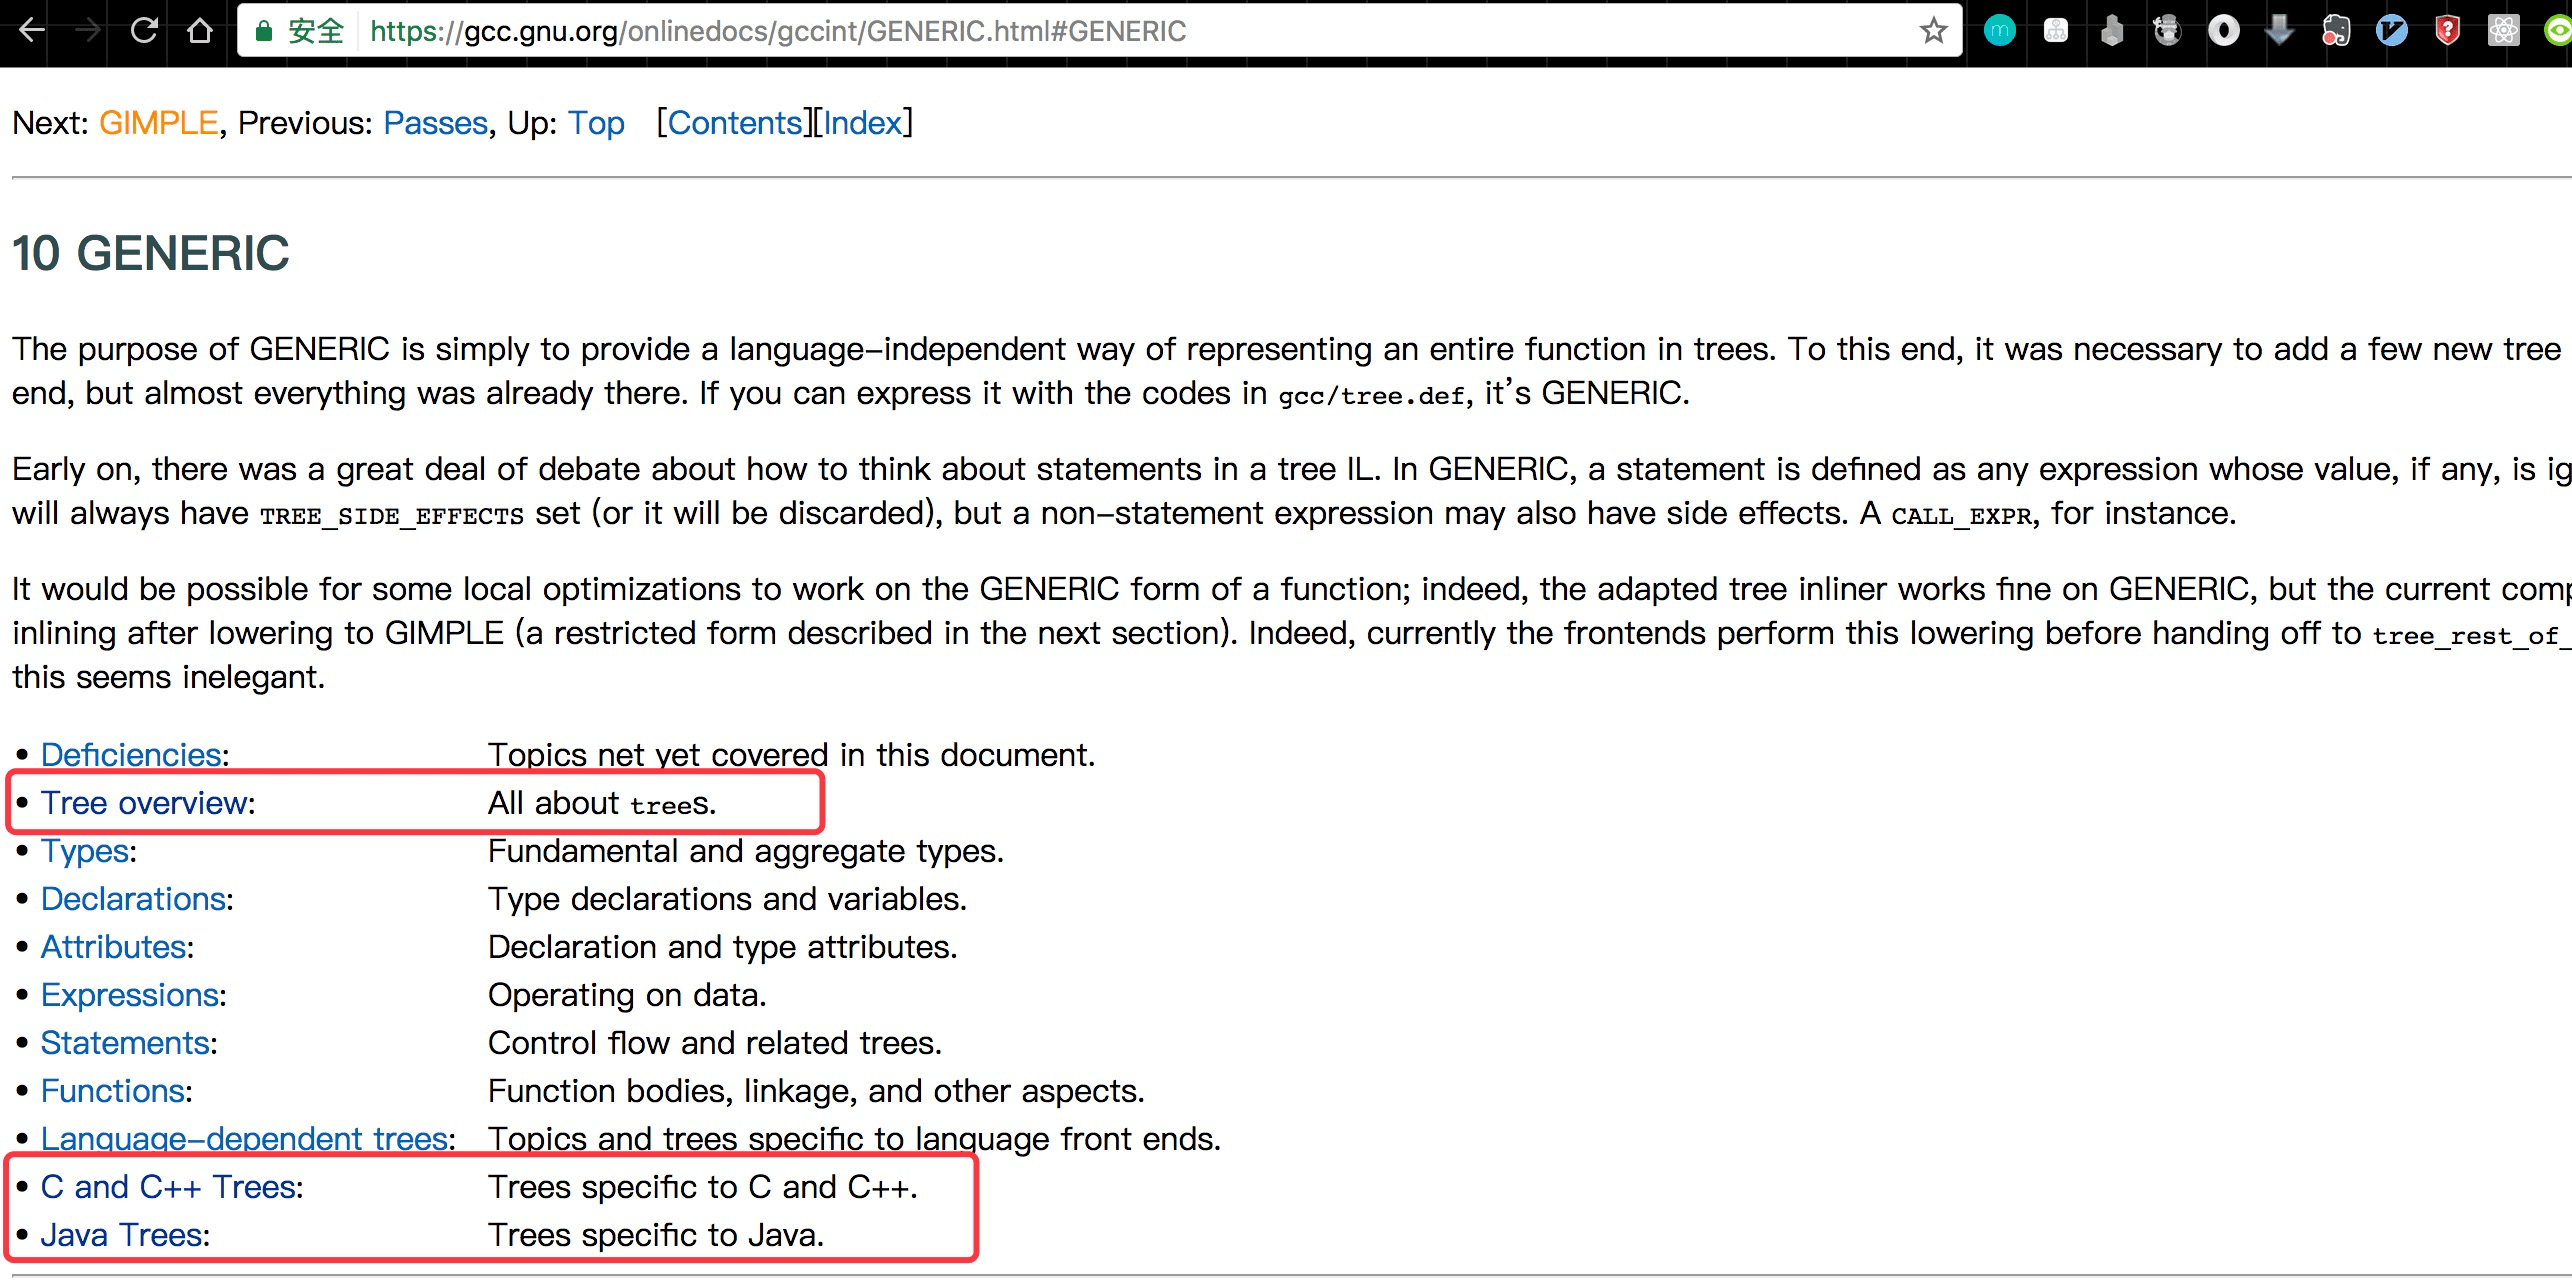 安全 https://gcc.gnu.org/onlinedocs/gccint/GENERIC.html#GENERIC
Next: GIMPLE, Previous: Passes, Up: Top [Contents][Index]
10 GENERIC
The purpose of GENERIC is simply to provide a language-independent way of representing an entire function in trees. To this end, it was necessary to add a few new tree
end, but almost everything was already there. If you can express it with the codes in gcc/tree.def, it's GENERIC.
Early on, there was a great deal of debate about how to think about statements in a tree IL. In GENERIC, a statement is defined as any expression whose value, if any, is ig
will always have TREE_SIDE_EFFECTS set (or it will be discarded), but a non-statement expression may also have side effects. A CALL_EXPR, for instance.
It would be possible for some local optimizations to work on the GENERIC form of a function; indeed, the adapted tree inliner works fine on GENERIC, but the current comp
inlining after lowering to GIMPLE (a restricted form described in the next section). Indeed, currently the frontends perform this lowering before handing off to tree_rest_of_
this seems inelegant.
• Deficiencies: Topics net yet covered in this document.
• Tree overview: All about trees.
• Types: Fundamental and aggregate types.
• Declarations: Type declarations and variables.
• Attributes: Declaration and type attributes.
• Expressions: Operating on data.
• Statements: Control flow and related trees.
• Functions: Function bodies, linkage, and other aspects.
• Language-dependent trees: Topics and trees specific to language front ends.
• C and C++ Trees: Trees specific to C and C++.
• Java Trees: Trees specific to Java.